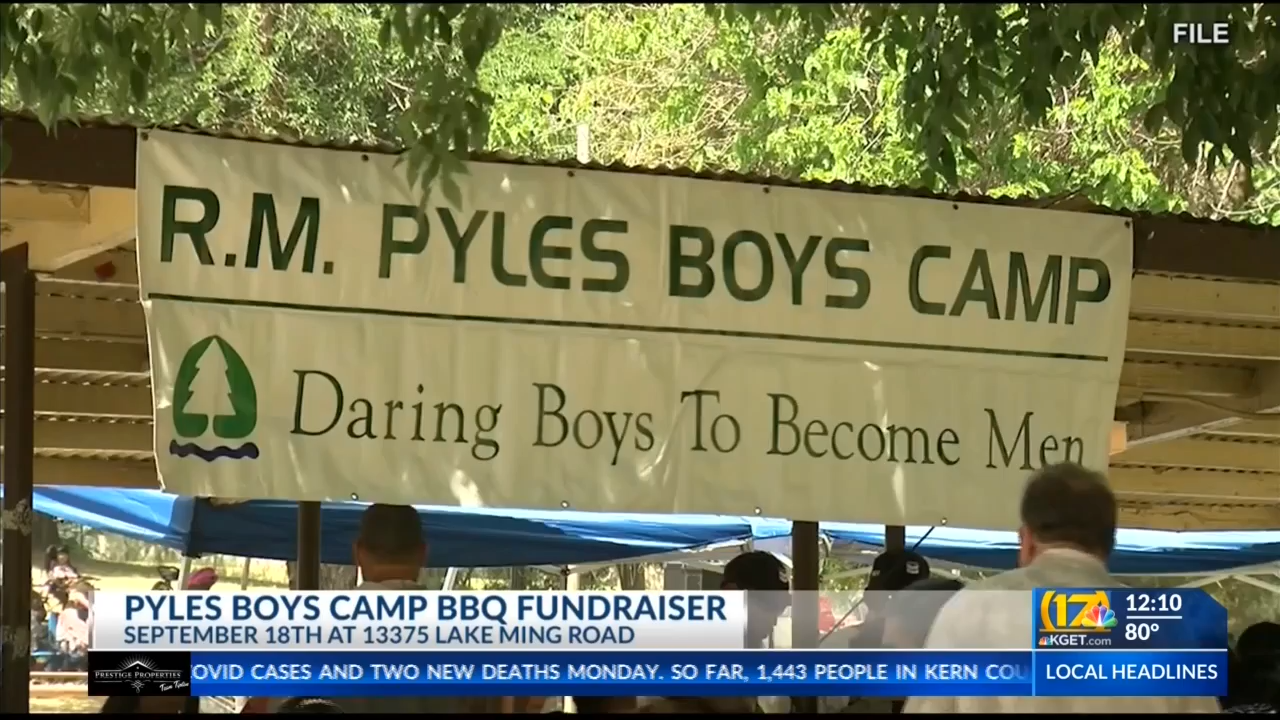 FILE
R.M. PYLES BOYS CAMP
Daring Boys To Become Men
PYLES BOYS CAMP BBQ FUNDRAISER
SEPTEMBER 18TH AT 13375 LAKE MING ROAD
17
KGET.com
12:10
80°
PRESTIGE PROPERTIES
OVID CASES AND TWO NEW DEATHS MONDAY. SO FAR, 1,443 PEOPLE IN KERN COU
LOCAL HEADLINES